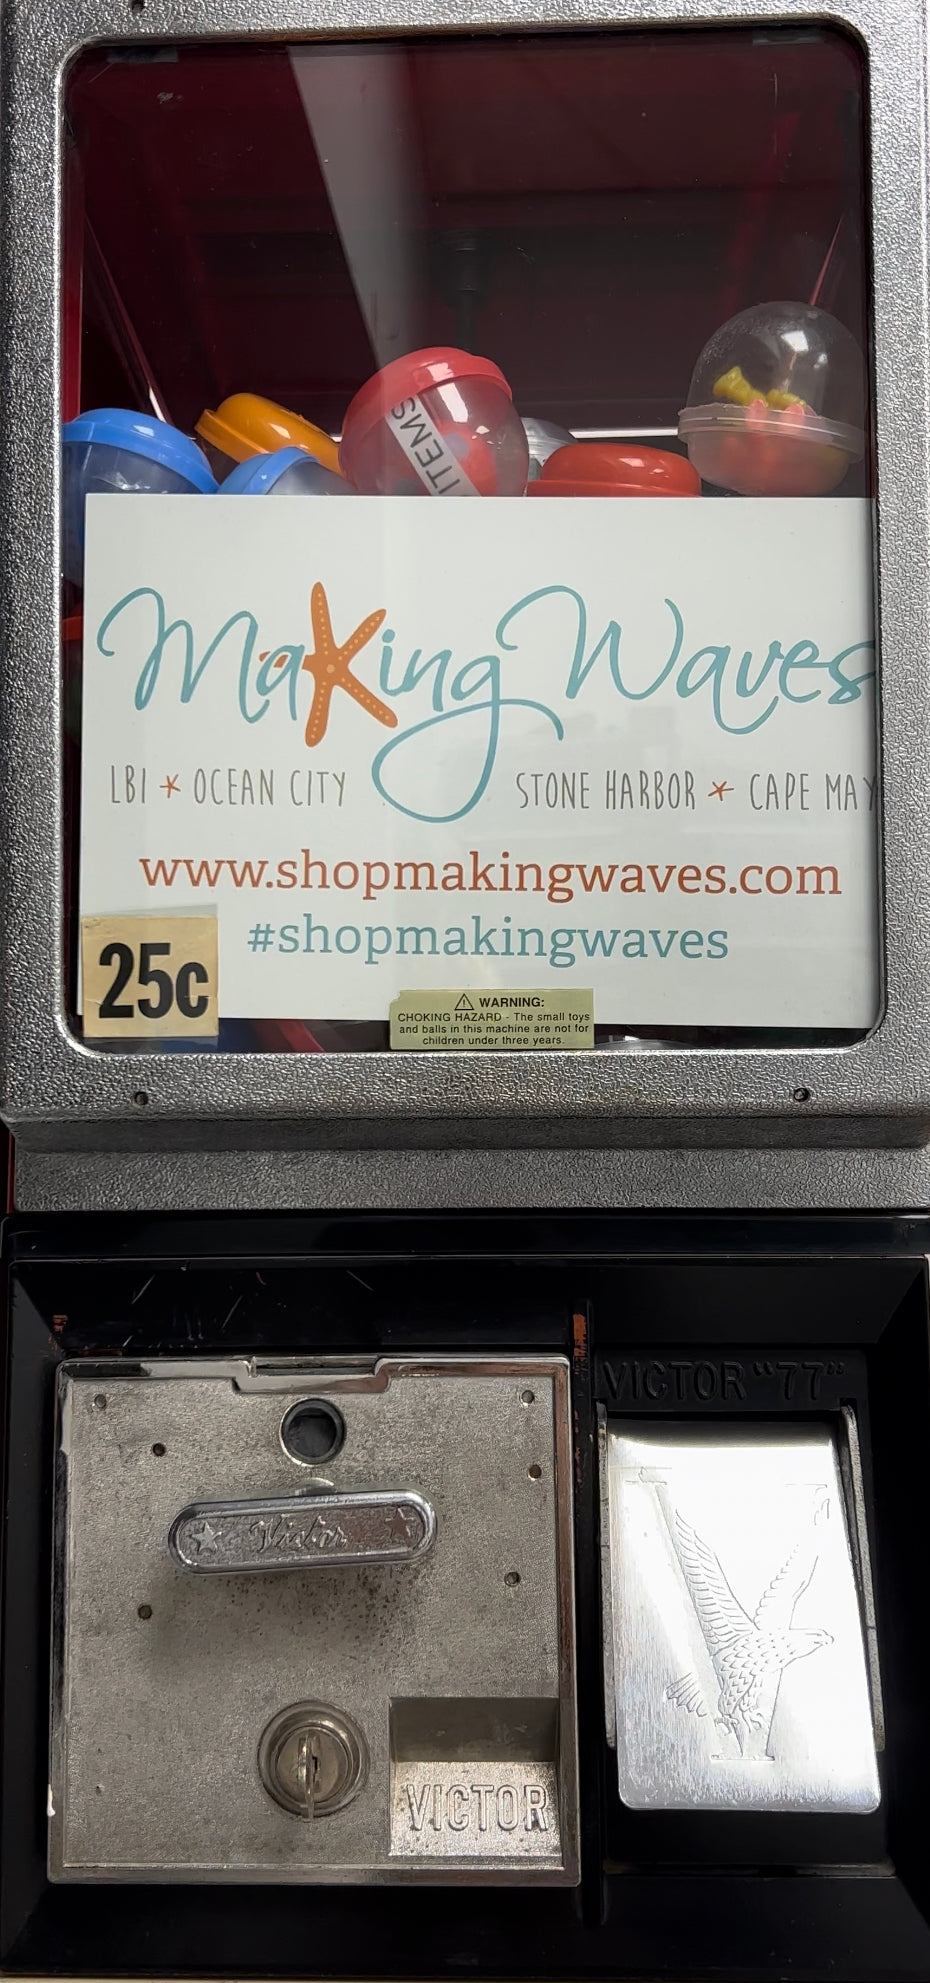 ITEMS
Making Waves
LBI * OCEAN CITY STONE HARBOR * CAPE MAY
www.shopmakingwaves.com
#shopmakingwaves
25c
⚠ WARNING:
CHOKING HAZARD - The small toys
and balls in this machine are not for
children under three years.
VICTOR "77"
Victor
VICTOR
V